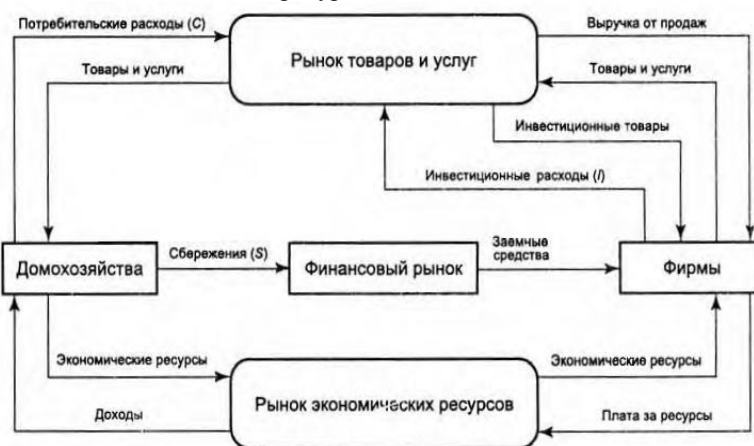 Потребительские расходы (C)
Выручка от продаж
Рынок товаров и услуг
Товары и услуги
Товары и услуги
Инвестиционные товары
Инвестиционные расходы (I)
Домохозяйства
Сбережения (S)
Финансовый рынок
Заемные
средства
Фирмы
Экономические ресурсы
Экономические ресурсы
Рынок экономических ресурсов
Доходы
Плата за ресурсы